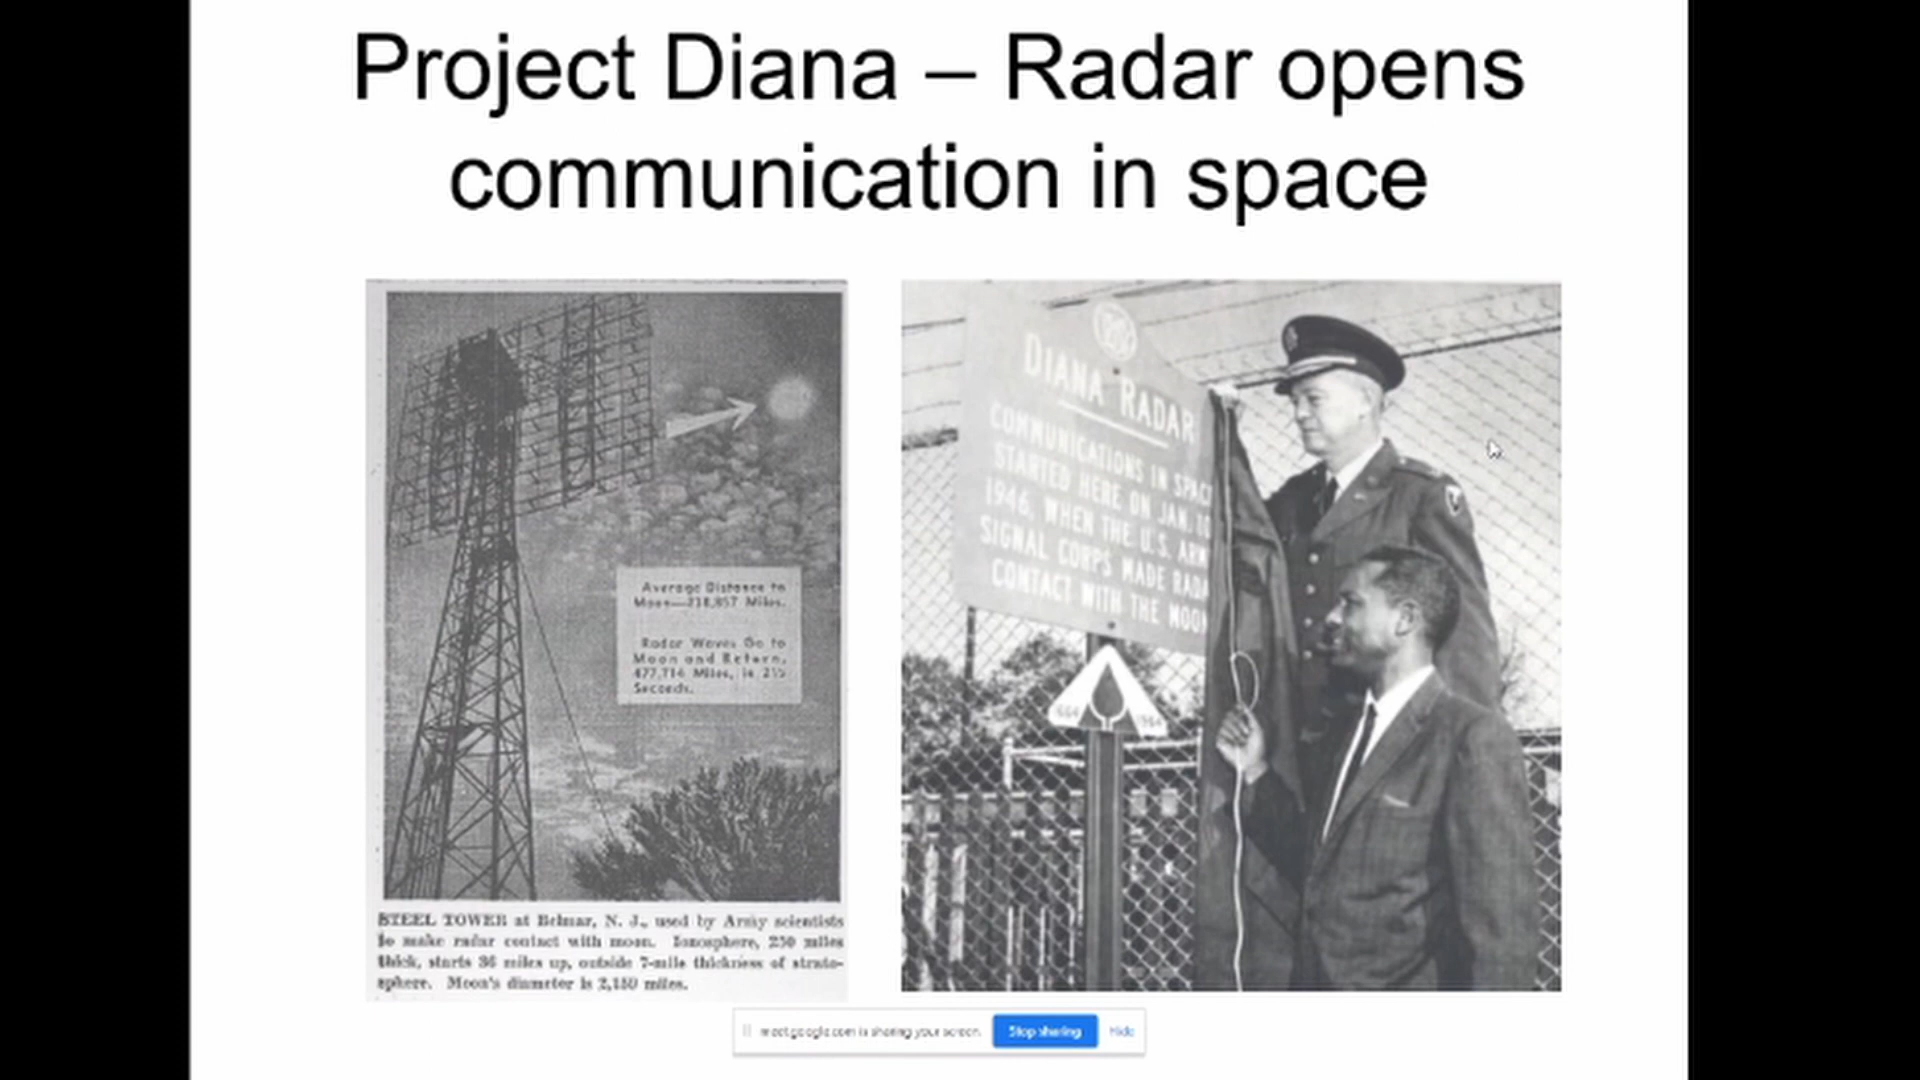 Project Diana – Radar opens
communication in space
Average Distance to
Moon—238,857 Miles.
Radar Waves Go to
Moon and Return,
477,714 Miles, in 2½
Seconds.
STEEL TOWER at Belmar, N. J., used by Army scientists
to make radar contact with moon. Ionosphere, 250 miles
thick, starts 36 miles up, outside 7-mile thickness of strato-
sphere. Moon's diameter is 2,160 miles.
DIANA RADAR
COMMUNICATIONS IN SPAC
STARTED HERE ON JAN. 10
1946, WHEN THE U.S. ARM
SIGNAL CORPS MADE RADA
CONTACT WITH THE MOON
1964
meet.google.com is sharing your screen.
Stop sharing
Hide